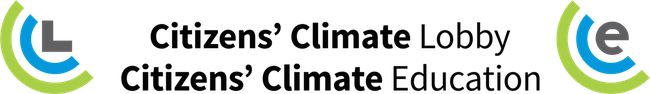 L
Citizens’ Climate Lobby
Citizens’ Climate Education
e